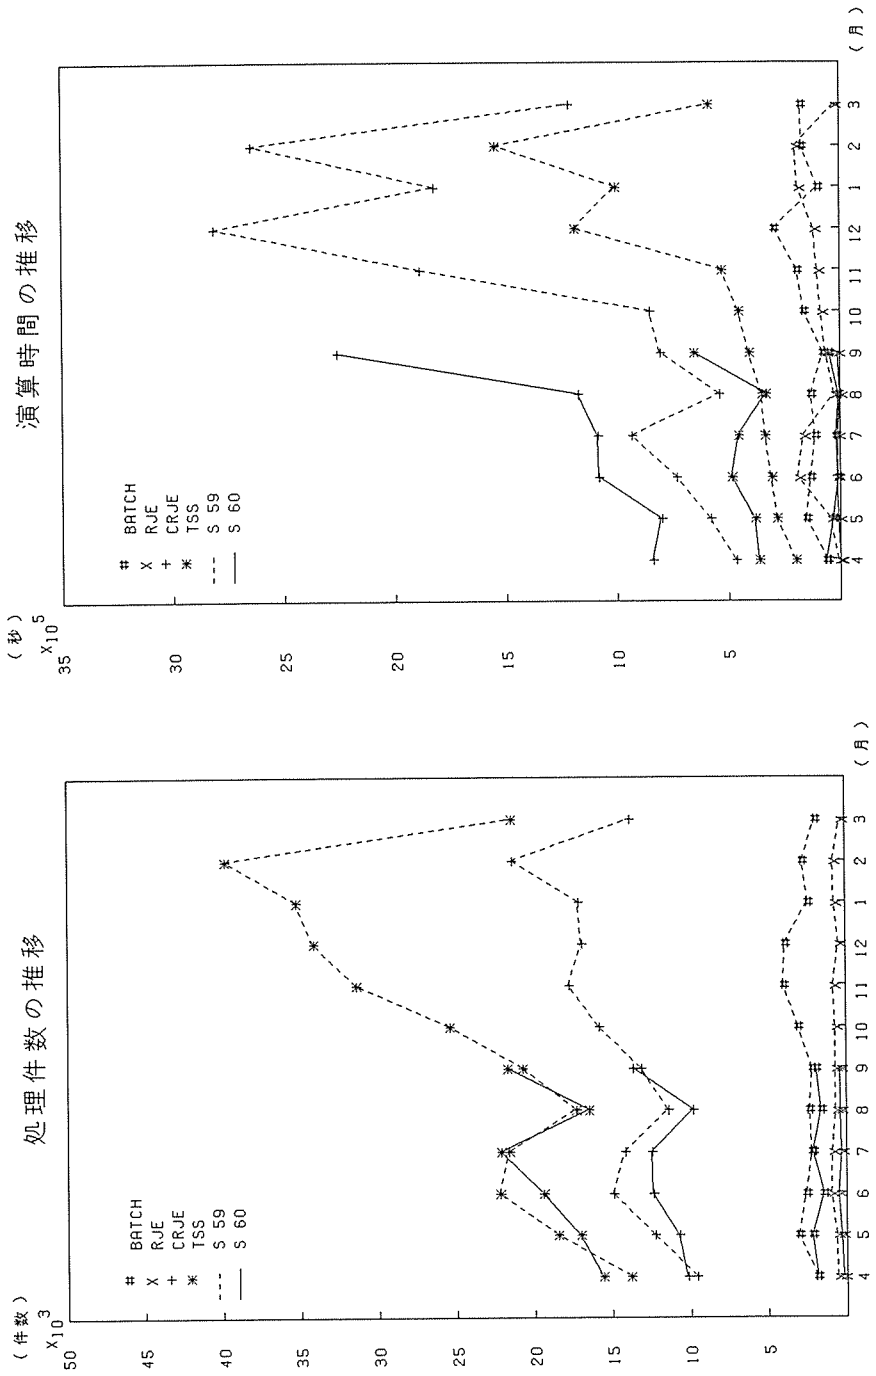 処理件数の推移
(件数)
X10 3
50
45
40
35
30
25
20
15
10
5
# BATCH
X RJE
+ CRJE
* TSS
----- S 59
——— S 60
4 5 6 7 8 9 10 11 12 1 2 3 (月)
演算時間の推移
(秒)
X10 5
35
30
25
20
15
10
5
# BATCH
X RJE
+ CRJE
* TSS
----- S 59
——— S 60
4 5 6 7 8 9 10 11 12 1 2 3 (月)